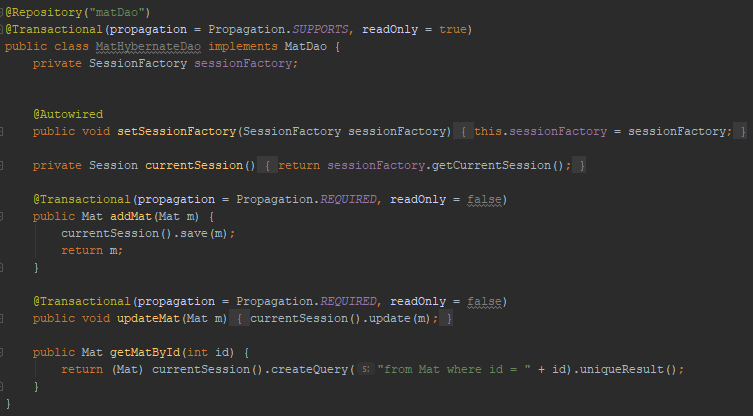 @Repository("matDao")
@Transactional(propagation = Propagation.SUPPORTS, readOnly = true)
public class MatHybernateDao implements MatDao {
private SessionFactory sessionFactory;
@Autowired
public void setSessionFactory(SessionFactory sessionFactory) { this.sessionFactory = sessionFactory; }
private Session currentSession() { return sessionFactory.getCurrentSession(); }
@Transactional(propagation = Propagation.REQUIRED, readOnly = false)
public Mat addMat(Mat m) {
currentSession().save(m);
return m;
}
@Transactional(propagation = Propagation.REQUIRED, readOnly = false)
public void updateMat(Mat m) { currentSession().update(m); }
public Mat getMatById(int id) {
return (Mat) currentSession().createQuery( s: "from Mat where id = " + id).uniqueResult();
}
}